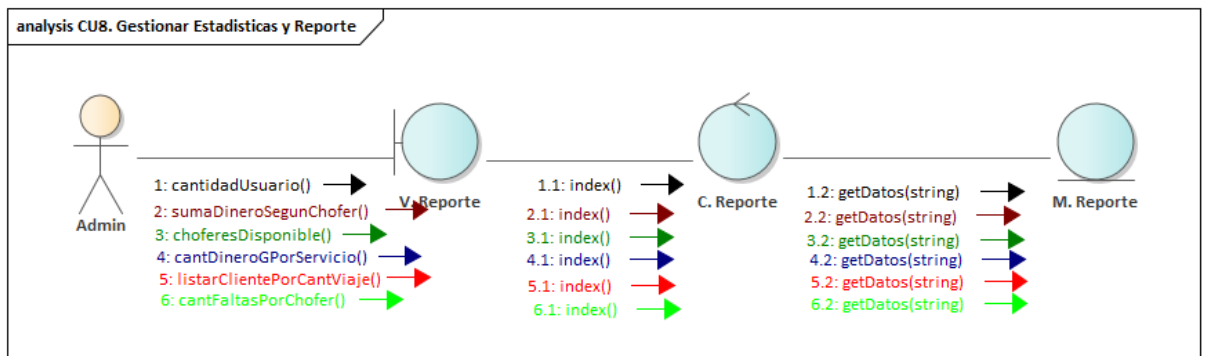 analysis CU8. Gestionar Estadisticas y Reporte
Admin
V. Reporte
C. Reporte
M. Reporte
1: cantidadUsuario()
2: sumaDineroSegunChofer()
3: choferesDisponible()
4: cantDineroGPorServicio()
5: listarClientePorCantViaje()
6: cantFaltasPorChofer()
1.1: index()
2.1: index()
3.1: index()
4.1: index()
5.1: index()
6.1: index()
1.2: getDatos(string)
2.2: getDatos(string)
3.2: getDatos(string)
4.2: getDatos(string)
5.2: getDatos(string)
6.2: getDatos(string)